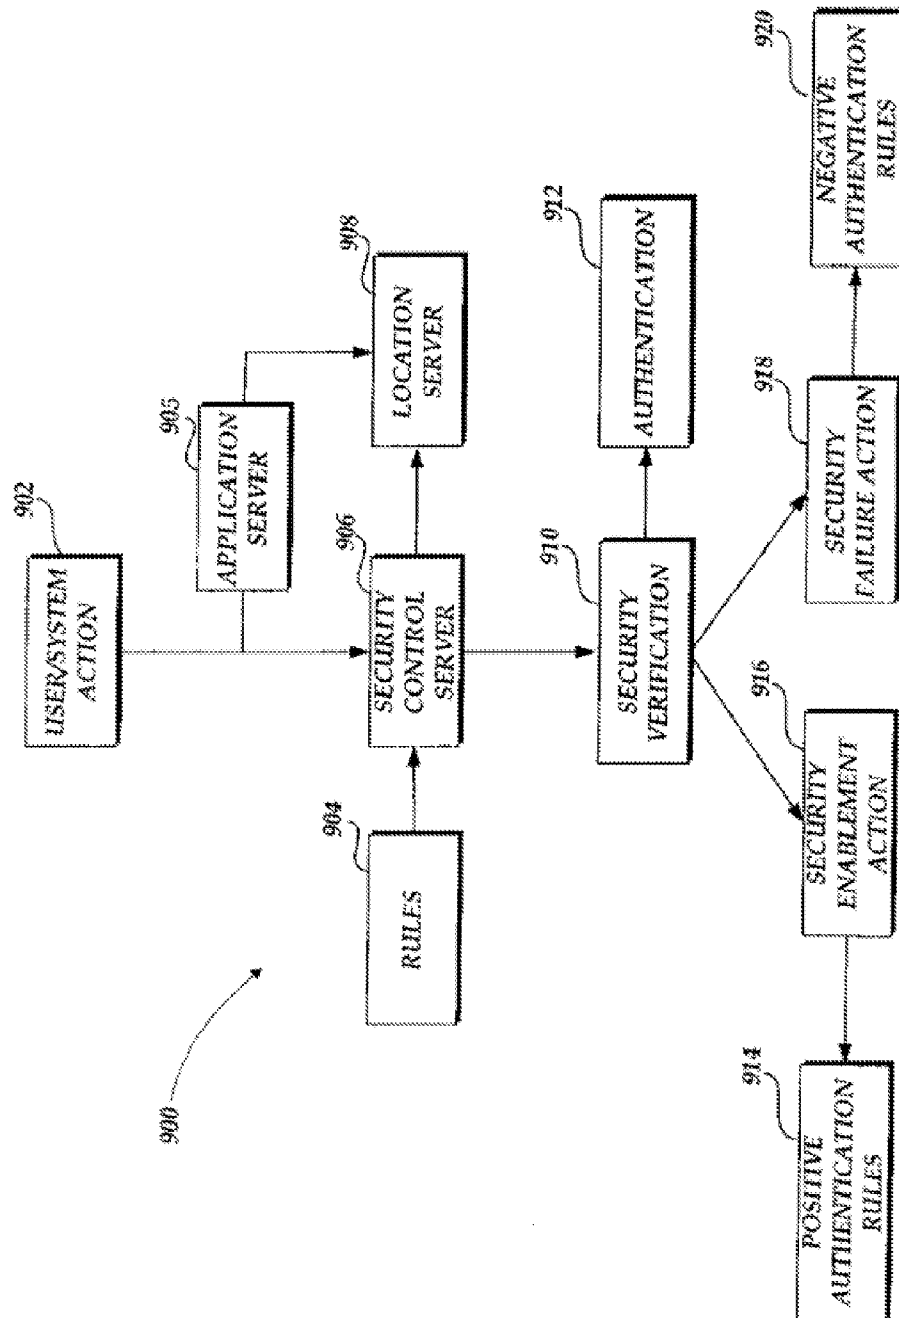 902
USER/SYSTEM
ACTION
905
APPLICATION
SERVER
904
RULES
906
SECURITY
CONTROL
SERVER
908
LOCATION
SERVER
900
910
SECURITY
VERIFICATION
912
AUTHENTICATION
914
POSITIVE
AUTHENTICATION
RULES
916
SECURITY
ENABLEMENT
ACTION
918
SECURITY
FAILURE ACTION
920
NEGATIVE
AUTHENTICATION
RULES